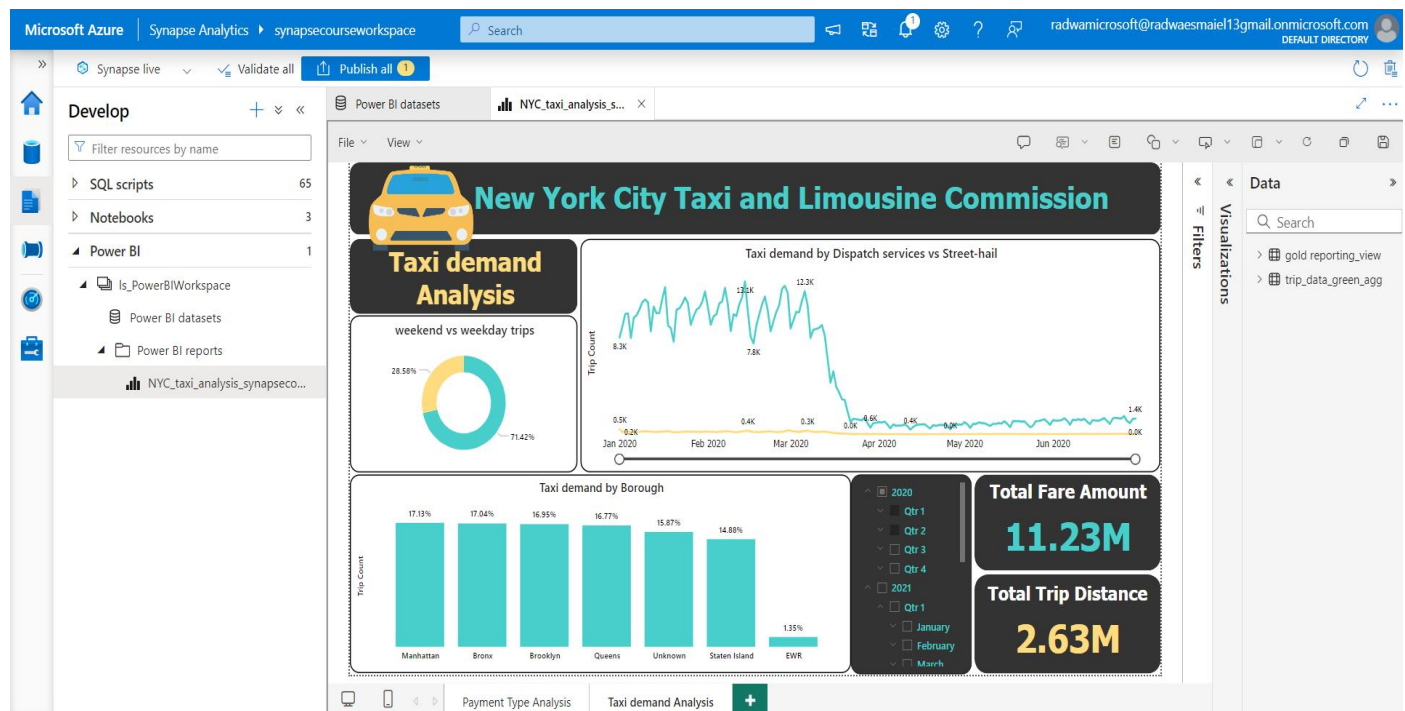 Microsoft Azure
Synapse Analytics
synapsecourseworkspace
Search
1
radwamicrosoft@radwaesmaiel13gmail.onmicrosoft.com
DEFAULT DIRECTORY
Synapse live
Validate all
Publish all 1
Develop
Filter resources by name
SQL scripts 65
Notebooks 3
Power BI 1
ls_PowerBIWorkspace
Power BI datasets
Power BI reports
NYC_taxi_analysis_synapseco...
Power BI datasets
NYC_taxi_analysis_s...
File
View
New York City Taxi and Limousine Commission
Taxi demand
Analysis
weekend vs weekday trips
28.58%
71.42%
Taxi demand by Dispatch services vs Street-hail
Trip Count
13.1K
12.3K
8.3K
7.8K
1.4K
0.5K
0.2K
0.4K
0.3K
0.0K
0.6K
0.4K
0.0K
0.0K
Jan 2020
Feb 2020
Mar 2020
Apr 2020
May 2020
Jun 2020
Taxi demand by Borough
Trip Count
17.13%
17.04%
16.95%
16.77%
15.87%
14.88%
1.35%
Manhattan
Bronx
Brooklyn
Queens
Unknown
Staten Island
EWR
2020
Qtr 1
Qtr 2
Qtr 3
Qtr 4
2021
Qtr 1
January
February
March
Total Fare Amount
11.23M
Total Trip Distance
2.63M
Filters
Visualizations
Data
Search
gold reporting_view
trip_data_green_agg
Payment Type Analysis
Taxi demand Analysis